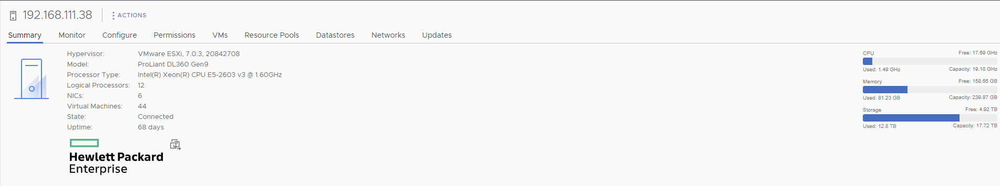 192.168.111.38 ACTIONS
Summary Monitor Configure Permissions VMs Resource Pools Datastores Networks Updates
Hypervisor: VMware ESXi, 7.0.3, 20842708
Model: ProLiant DL360 Gen9
Processor Type: Intel(R) Xeon(R) CPU E5-2603 v3 @ 1.60GHz
Logical Processors: 12
NICs: 6
Virtual Machines: 44
State: Connected
Uptime: 68 days
Hewlett Packard
Enterprise
CPU Free: 17.69 GHz
Used: 1.49 GHz Capacity: 19.18 GHz
Memory Free: 158.65 GB
Used: 81.23 GB Capacity: 239.87 GB
Storage Free: 4.92 TB
Used: 12.8 TB Capacity: 17.72 TB